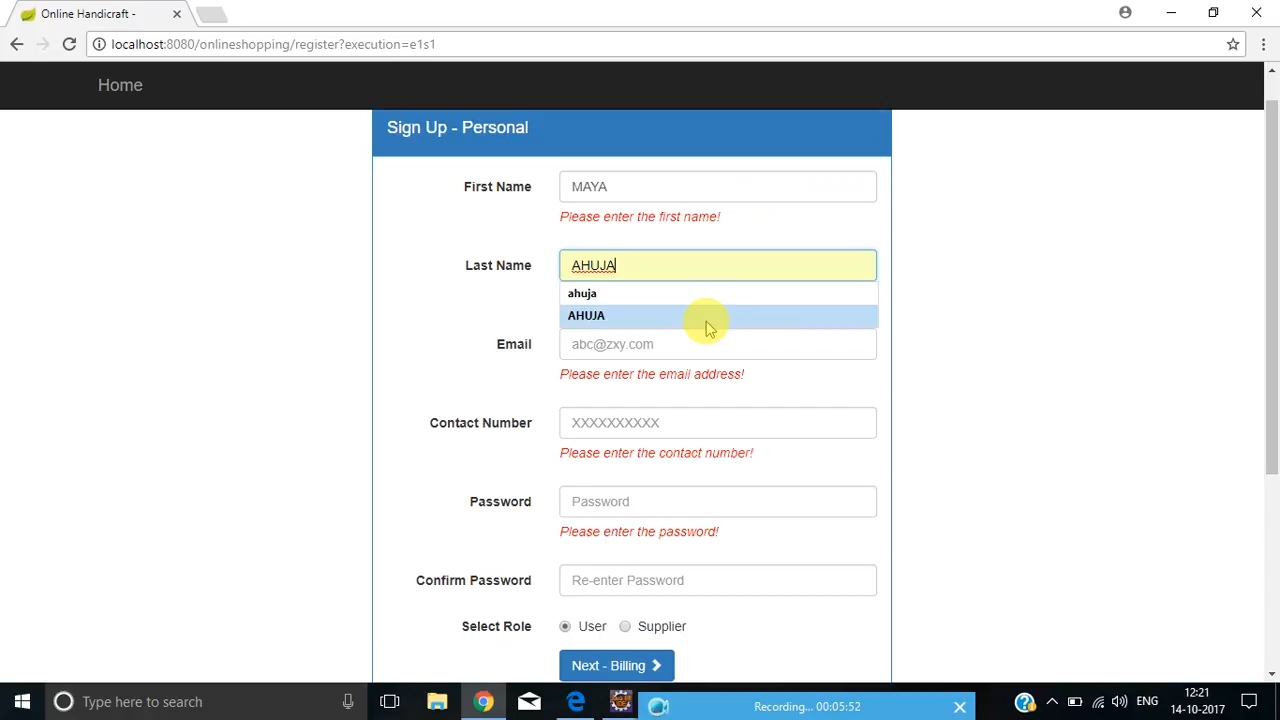 Online Handicraft -
localhost:8080/onlineshopping/register?execution=e1s1
Home
Sign Up - Personal
First Name MAYA
Please enter the first name!
Last Name AHUJA
ahuja
AHUJA
Email abc@zxy.com
Please enter the email address!
Contact Number XXXXXXXXXX
Please enter the contact number!
Password Password
Please enter the password!
Confirm Password Re-enter Password
Select Role User Supplier
Next - Billing
Type here to search
Recording... 00:05:52
ENG
12:21
14-10-2017